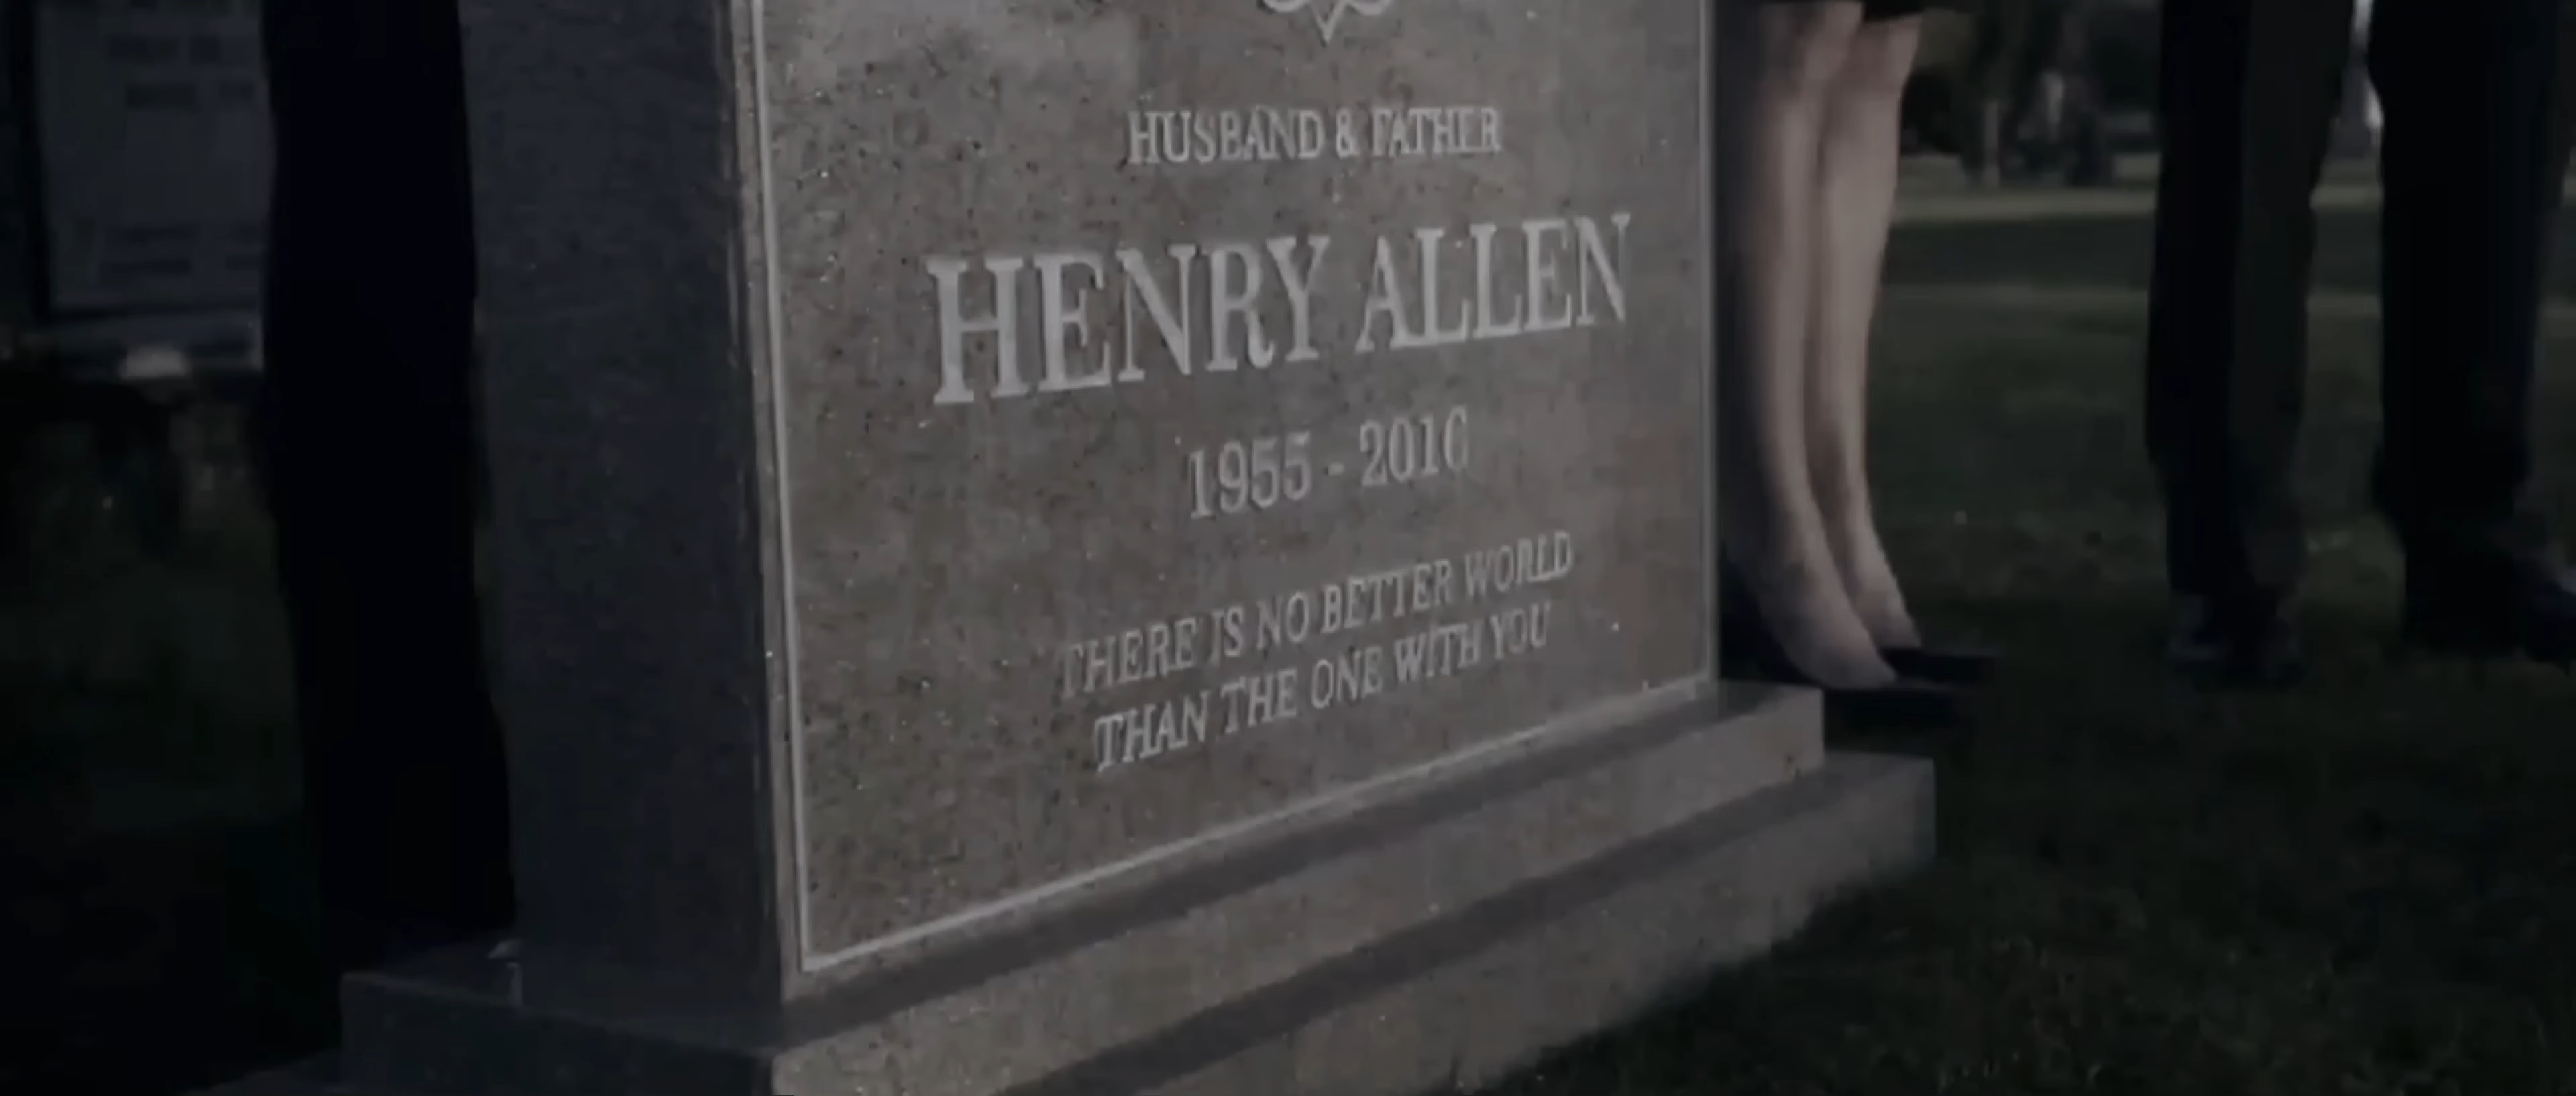 HUSBAND & FATHER
HENRY ALLEN
1955 - 2016
THERE IS NO BETTER WORLD
THAN THE ONE WITH YOU